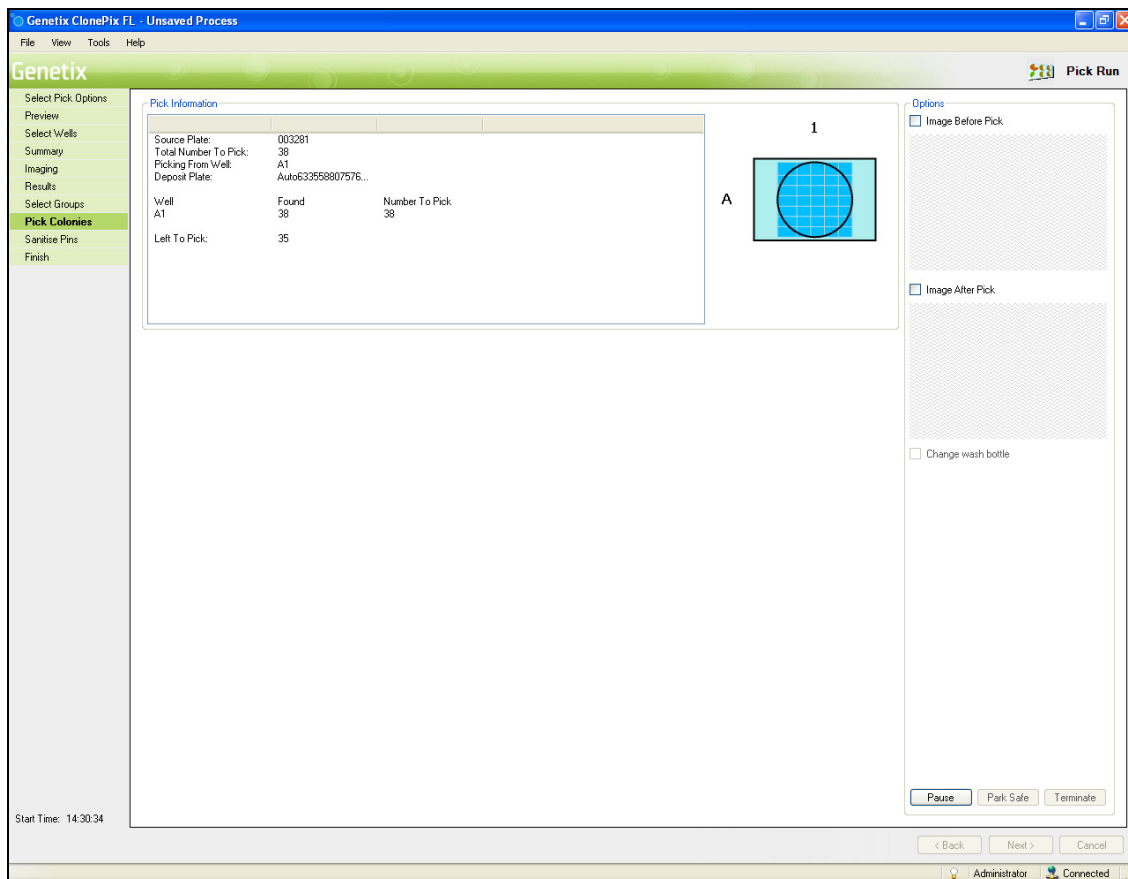 Genetix ClonePix FL - Unsaved Process
File View Tools Help
Genetix
Pick Run
Select Pick Options
Preview
Select Wells
Summary
Imaging
Results
Select Groups
Pick Colonies
Sanitise Pins
Finish
Start Time: 14:30:34
Pick Information
Source Plate: 003281
Total Number To Pick: 38
Picking From Well: A1
Deposit Plate: Auto633558807576...
Well Found Number To Pick
A1 38 38
Left To Pick: 35
1
A
Options
Image Before Pick
Image After Pick
Change wash bottle
Pause Park Safe Terminate
< Back Next > Cancel
Administrator Connected